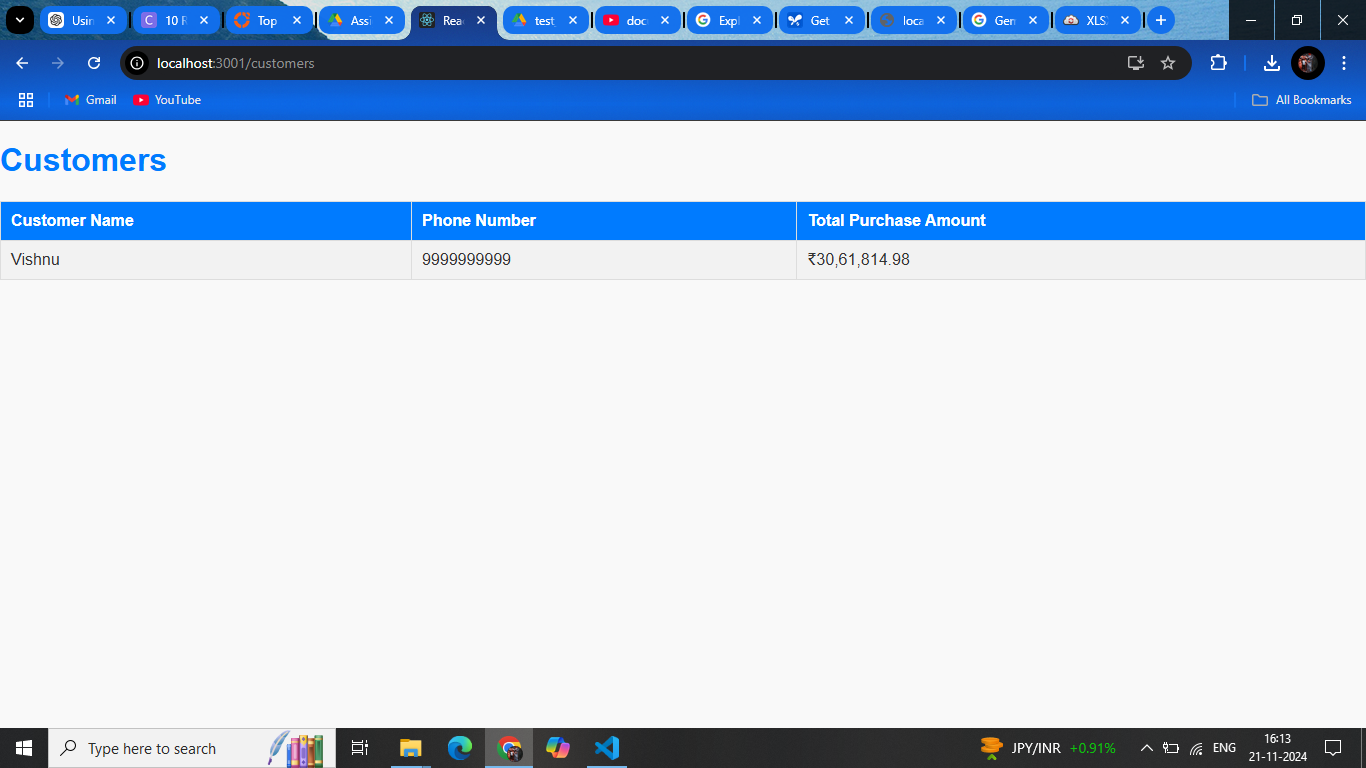 Usin
10 F
Top
Assi
Reac
test_
doc
Expl
Get
loca
Gem
XLS
localhost:3001/customers
Gmail
YouTube
All Bookmarks
Customers
Customer Name Phone Number Total Purchase Amount
Vishnu 9999999999 ₹30,61,814.98
Type here to search
JPY/INR +0.91%
ENG
16:13
21-11-2024